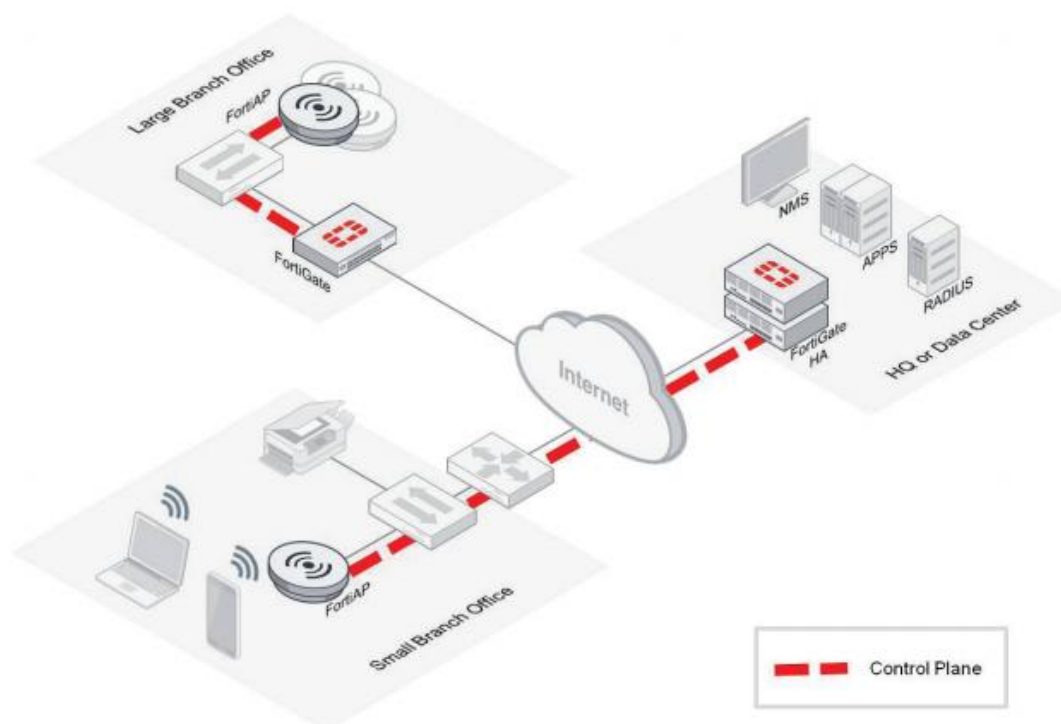 Large Branch Office
FortiAP
FortiGate
NMS
APPS
RADIUS
FortiGate
HA
HQ or Data Center
Internet
FortiAP
Small Branch Office
Control Plane